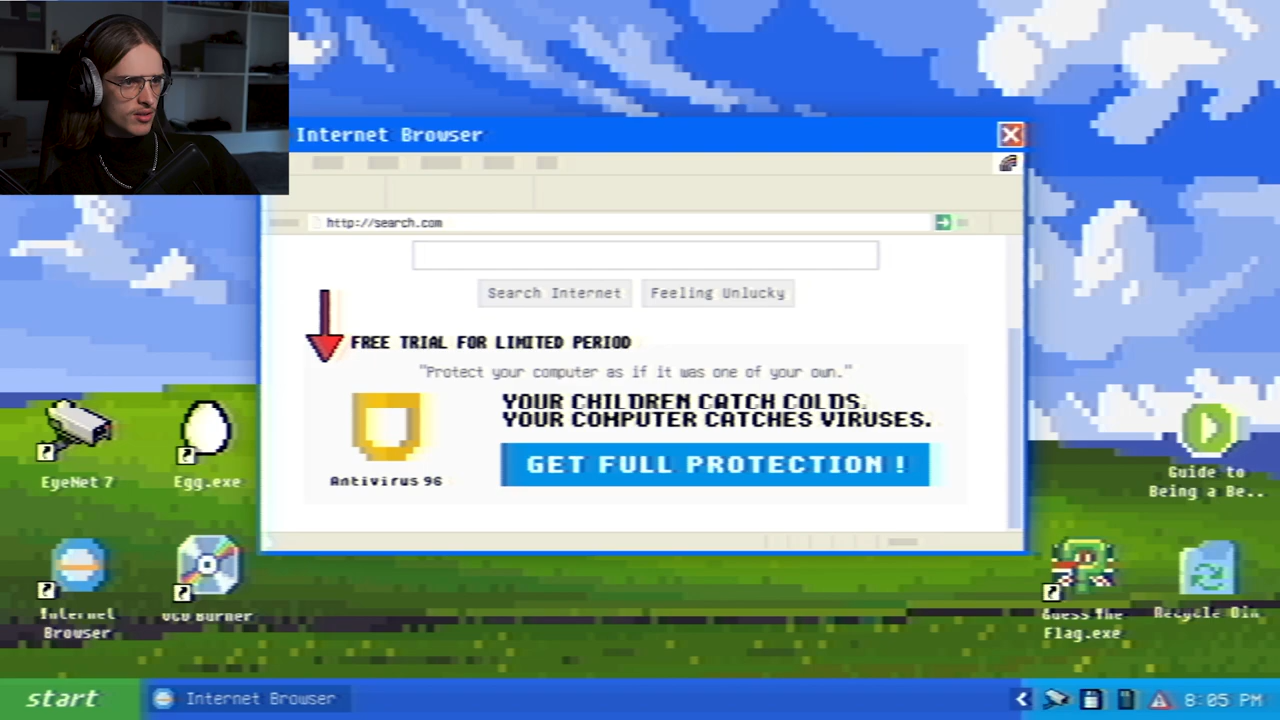 Internet Browser
http://search.com
Search Internet
Feeling Unlucky
FREE TRIAL FOR LIMITED PERIOD
"Protect your computer as if it was one of your own."
YOUR CHILDREN CATCH COLDS.
YOUR COMPUTER CATCHES VIRUSES.
GET FULL PROTECTION !
Antivirus 96
EyeNet 7
Egg.exe
Guide to
Being a Be..
Internet
Browser
VCD Burner
Guess The
Flag.exe
Recycle Bin
start
Internet Browser
8:05 PM